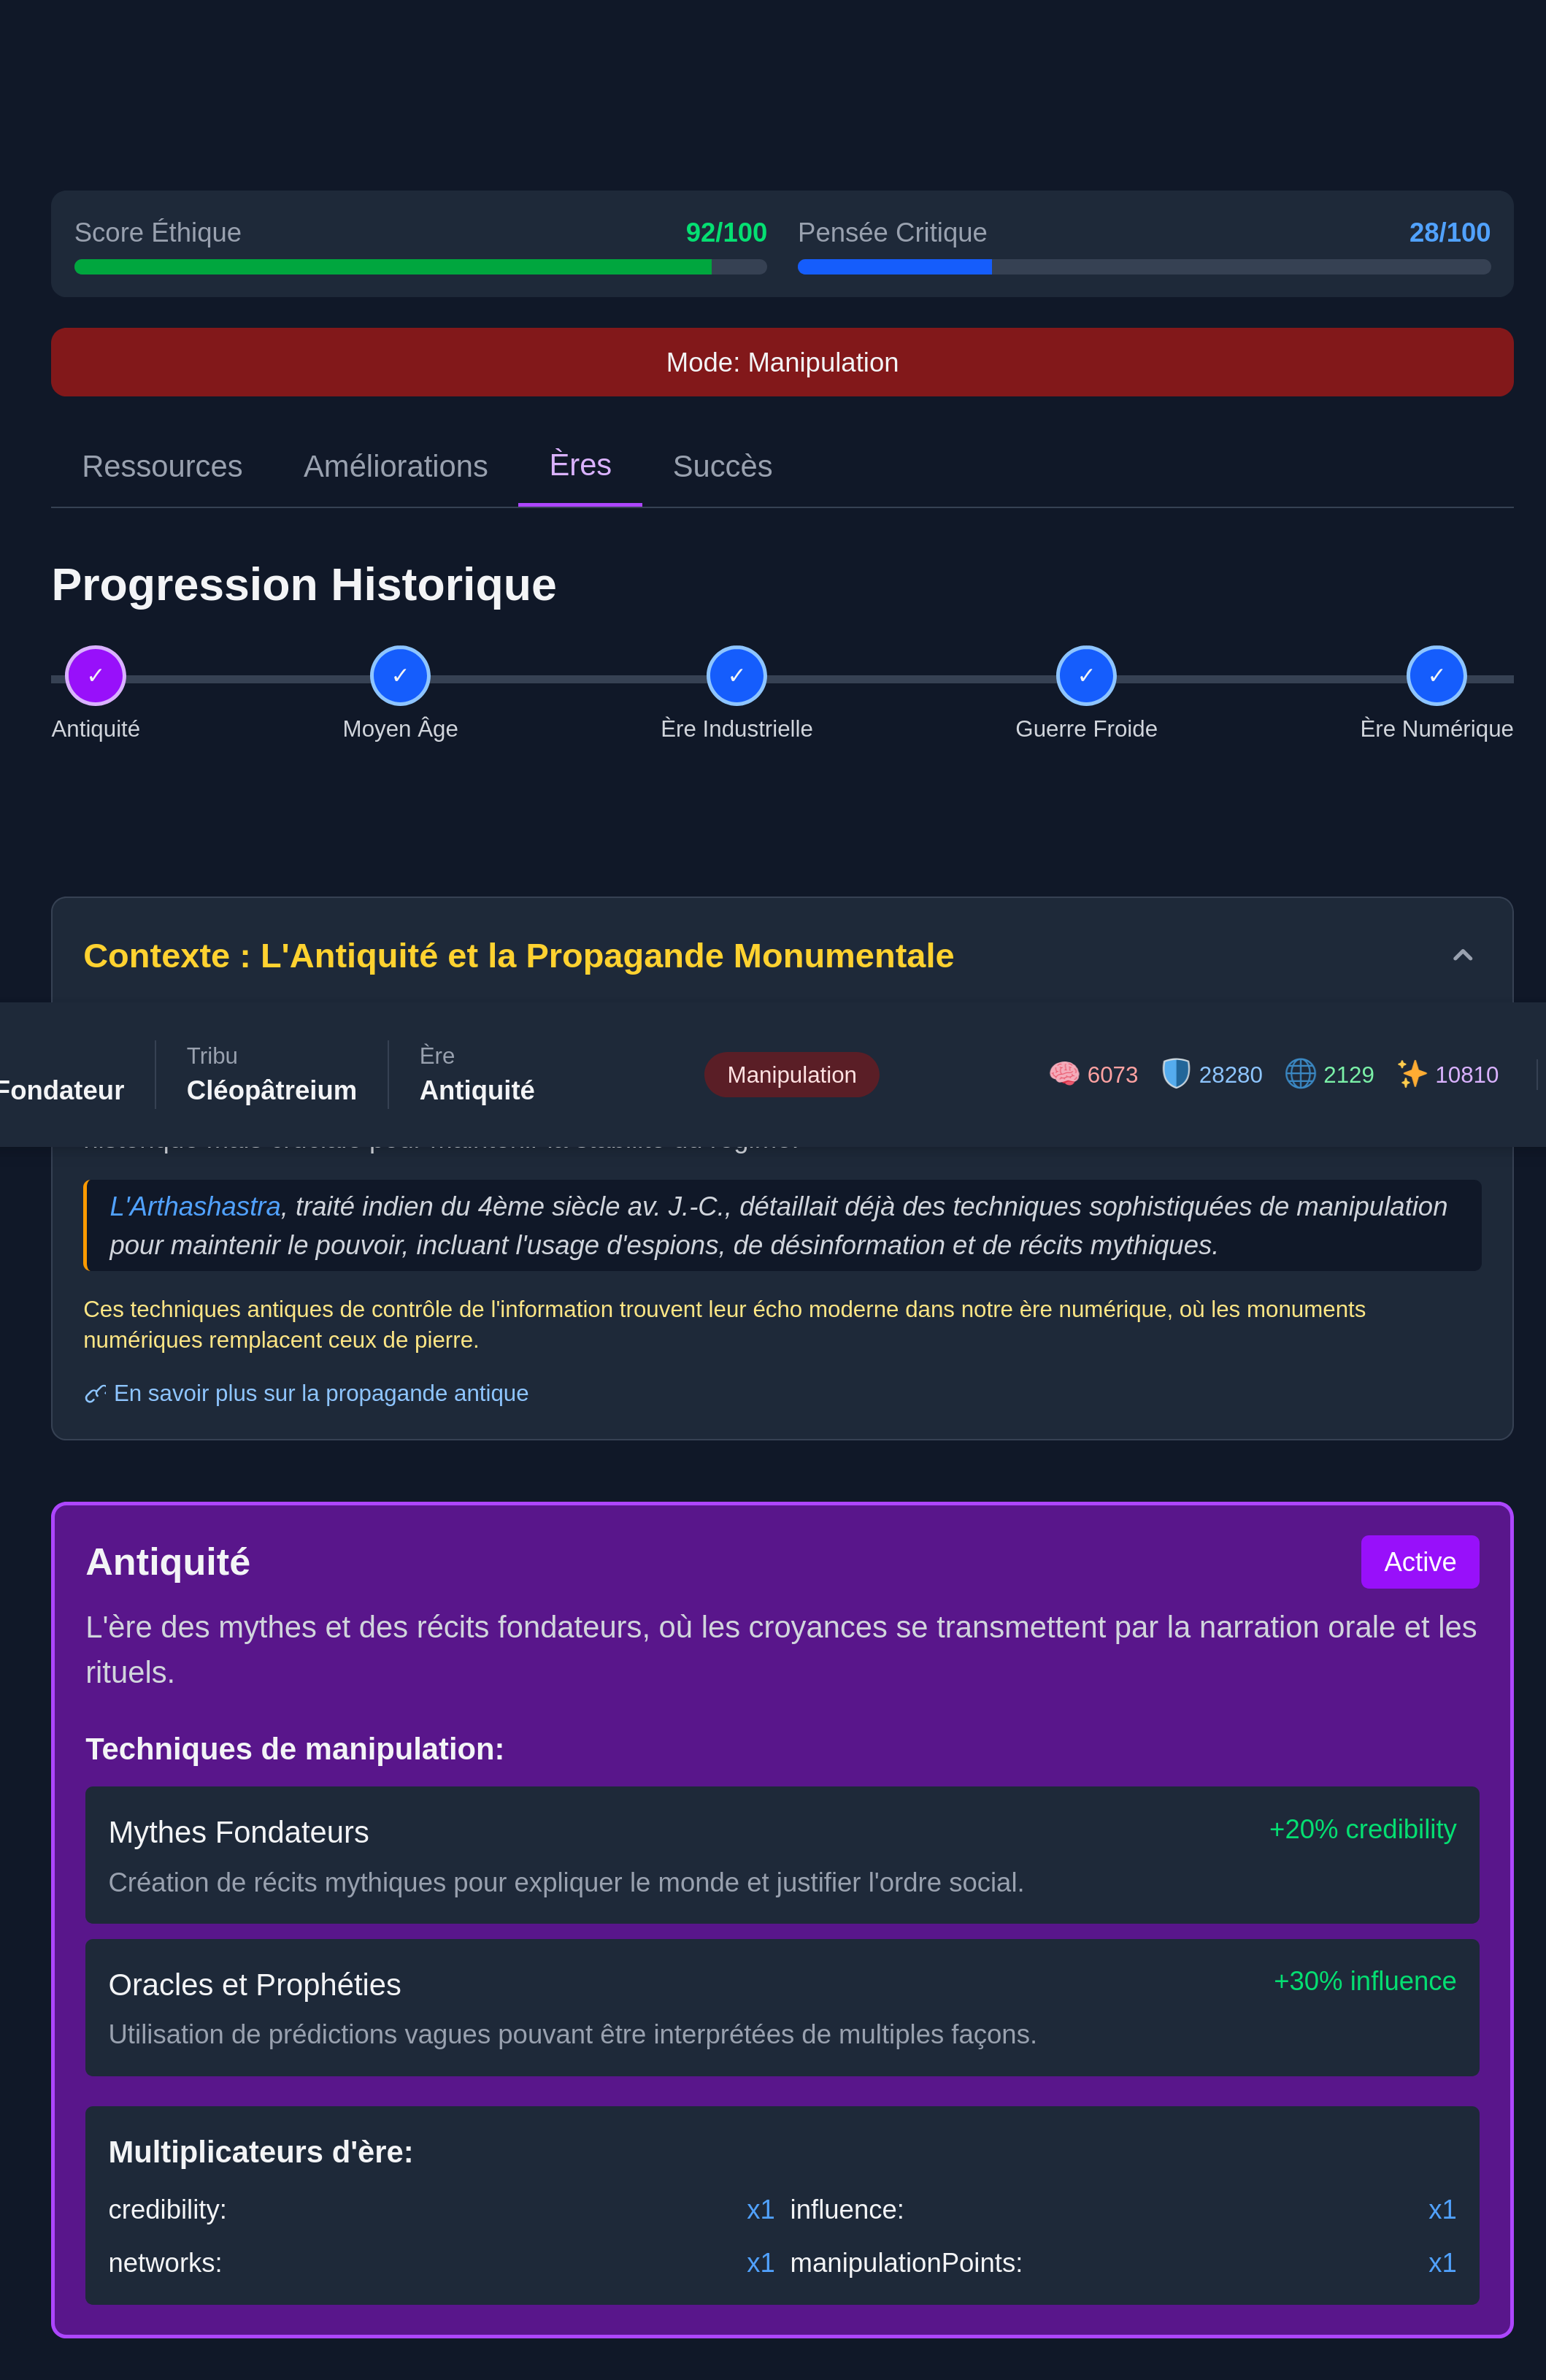 Score Éthique
92/100
Pensée Critique
28/100
Mode: Manipulation
Ressources
Améliorations
Ères
Succès
Progression Historique
✓
✓
✓
✓
✓
Antiquité
Moyen Âge
Ère Industrielle
Guerre Froide
Ère Numérique
Contexte : L'Antiquité et la Propagande Monumentale
Fondateur
Tribu
Cléopâtreium
Ère
Antiquité
Manipulation
6073
28280
2129
10810
L'Arthashastra, traité indien du 4ème siècle av. J.-C., détaillait déjà des techniques sophistiquées de manipulation
pour maintenir le pouvoir, incluant l'usage d'espions, de désinformation et de récits mythiques.
Ces techniques antiques de contrôle de l'information trouvent leur écho moderne dans notre ère numérique, où les monuments
numériques remplacent ceux de pierre.
En savoir plus sur la propagande antique
Antiquité
Active
L'ère des mythes et des récits fondateurs, où les croyances se transmettent par la narration orale et les
rituels.
Techniques de manipulation:
Mythes Fondateurs
+20% credibility
Création de récits mythiques pour expliquer le monde et justifier l'ordre social.
Oracles et Prophéties
+30% influence
Utilisation de prédictions vagues pouvant être interprétées de multiples façons.
Multiplicateurs d'ère:
credibility:
x1
influence:
x1
networks:
x1
manipulationPoints:
x1